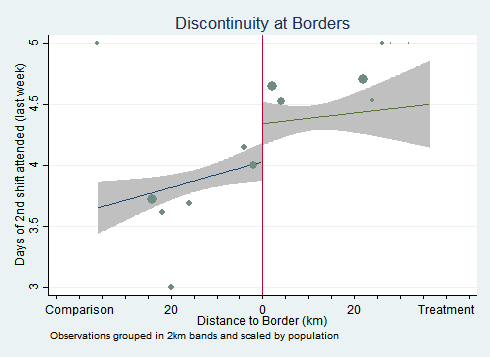 Discontinuity at Borders
Days of 2nd shift attended (last week)
5
4.5
4
3.5
3
Comparison 20 0 20 Treatment
Distance to Border (km)
Observations grouped in 2km bands and scaled by population